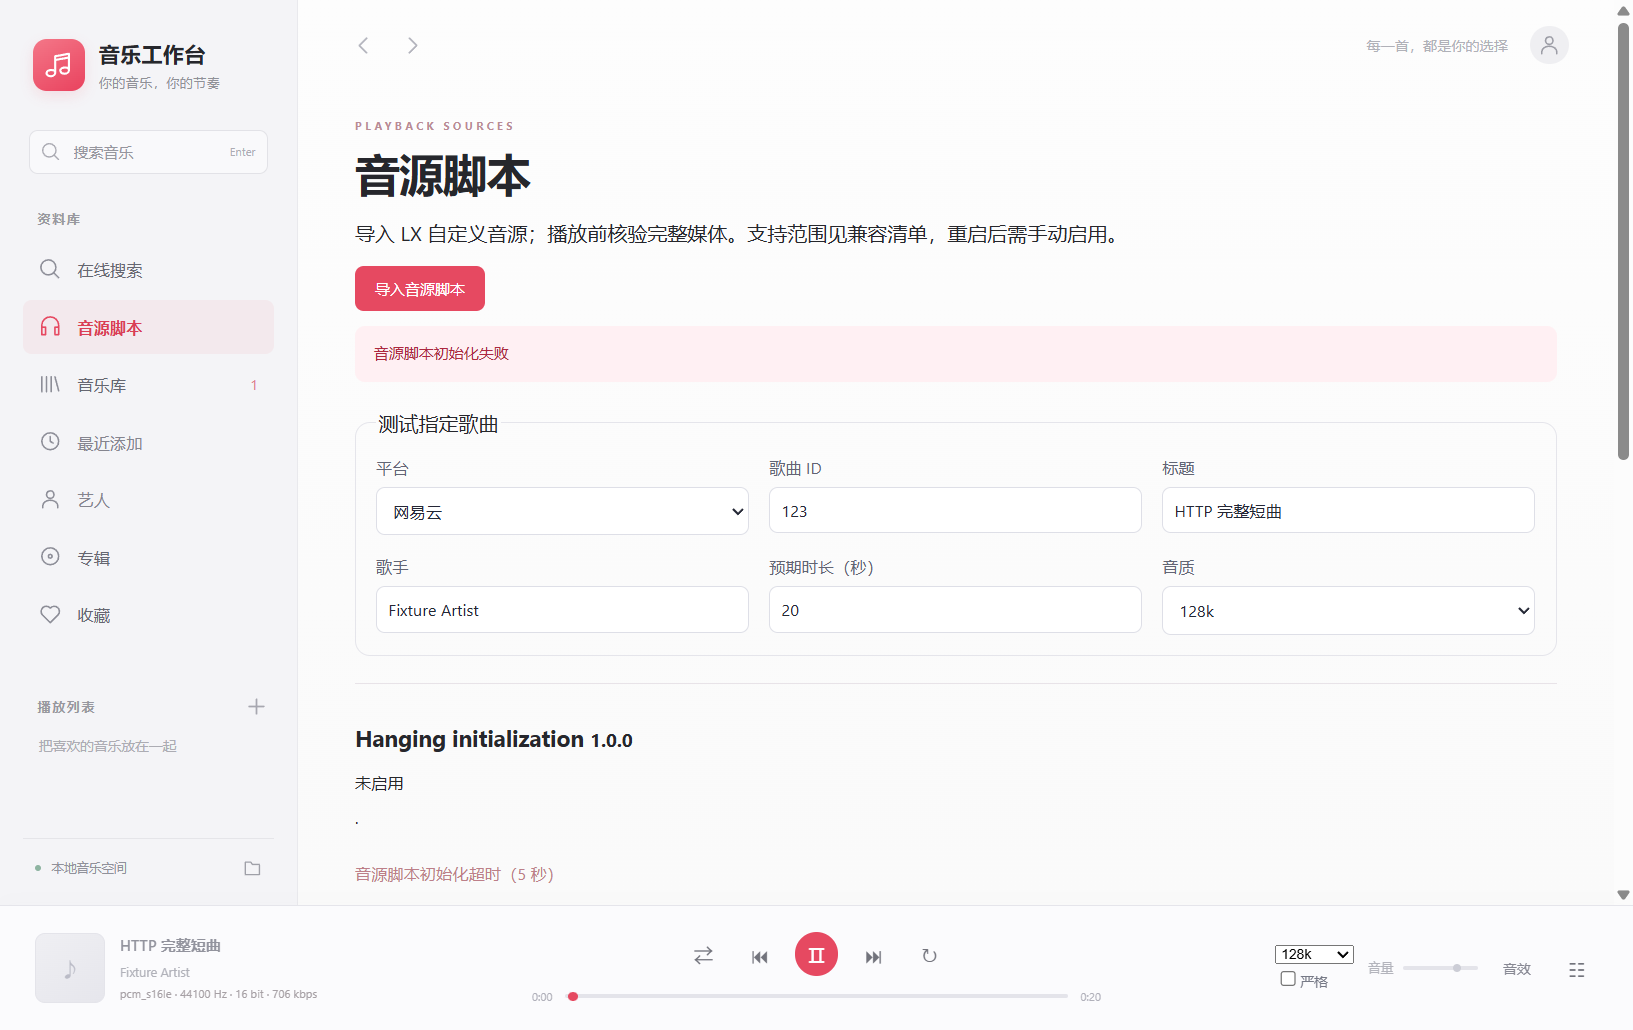 音乐工作台
你的音乐，你的节奏
搜索音乐 Enter
资料库
在线搜索
音源脚本
音乐库 1
最近添加
艺人
专辑
收藏
播放列表
把喜欢的音乐放在一起
本地音乐空间
每一首，都是你的选择
PLAYBACK SOURCES
音源脚本
导入 LX 自定义音源；播放前核验完整媒体。支持范围见兼容清单，重启后需手动启用。
导入音源脚本
音源脚本初始化失败
测试指定歌曲
平台 歌曲 ID 标题
网易云 123 HTTP 完整短曲
歌手 预期时长（秒） 音质
Fixture Artist 20 128k
Hanging initialization 1.0.0
未启用
.
音源脚本初始化超时（5 秒）
HTTP 完整短曲
Fixture Artist
pcm_s16le · 44100 Hz · 16 bit · 706 kbps
0:00 0:20
128k
严格
音量
音效